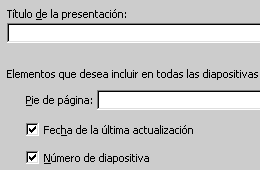 Título de la presentación:
Elementos que desea incluir en todas las diapositivas
Pie de página:
Fecha de la última actualización
Número de diapositiva